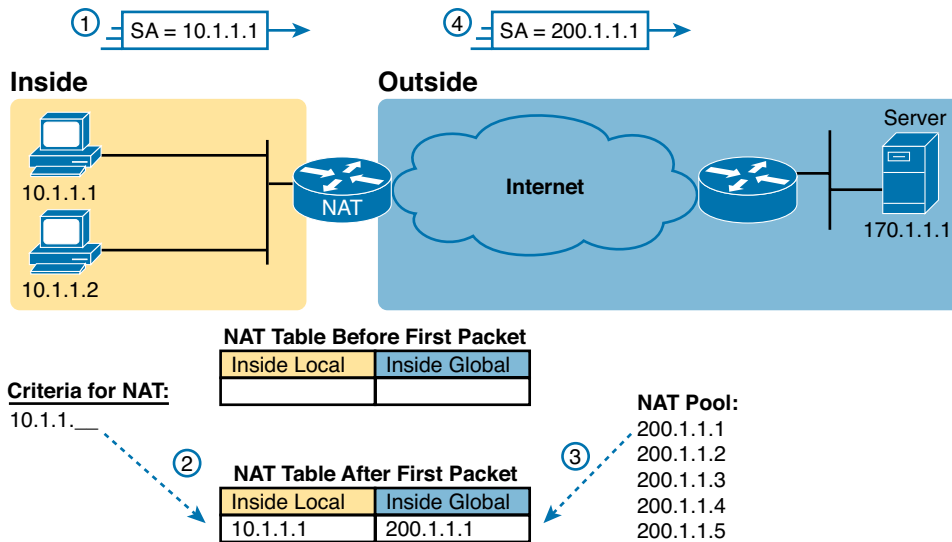 1 SA = 10.1.1.1
4 SA = 200.1.1.1
Inside
Outside
Server
10.1.1.1
NAT
Internet
170.1.1.1
10.1.1.2
NAT Table Before First Packet
Inside Local Inside Global
Criteria for NAT:
10.1.1.__
NAT Pool:
200.1.1.1
200.1.1.2
200.1.1.3
200.1.1.4
200.1.1.5
2
3
NAT Table After First Packet
Inside Local Inside Global
10.1.1.1 200.1.1.1